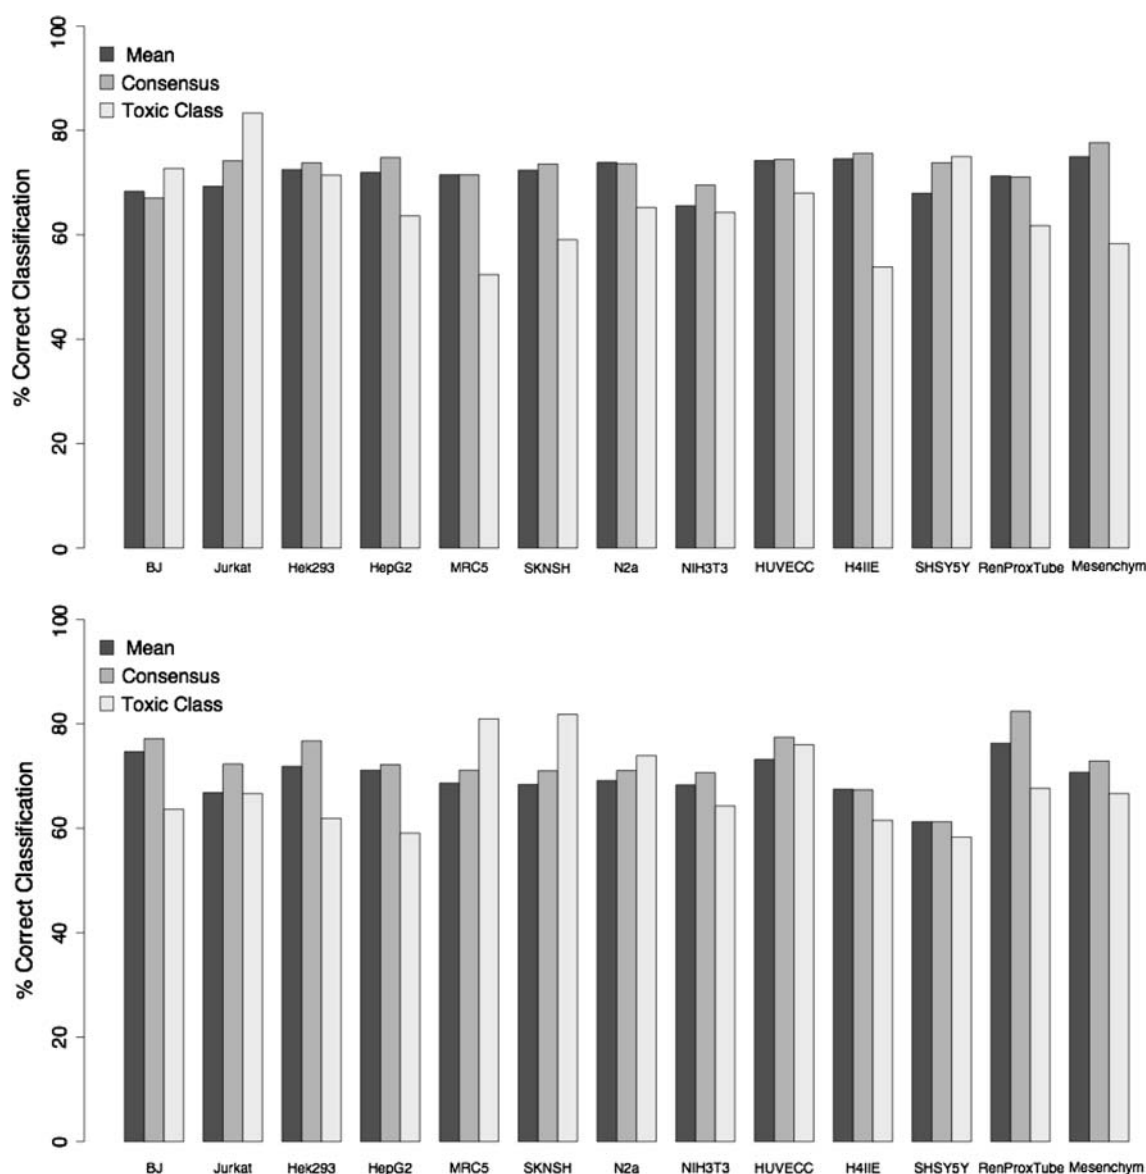 100
80
60
40
20
0
% Correct Classification
Mean
Consensus
Toxic Class
BJ Jurkat Hek293 HepG2 MRC5 SKNSH N2a NIH3T3 HUVECC H4IIE SHSY5Y RenProxTube Mesenchym
100
80
60
40
20
0
% Correct Classification
Mean
Consensus
Toxic Class
BJ Jurkat Hek293 HepG2 MRC5 SKNSH N2a NIH3T3 HUVECC H4IIE SHSY5Y RenProxTube Mesenchym